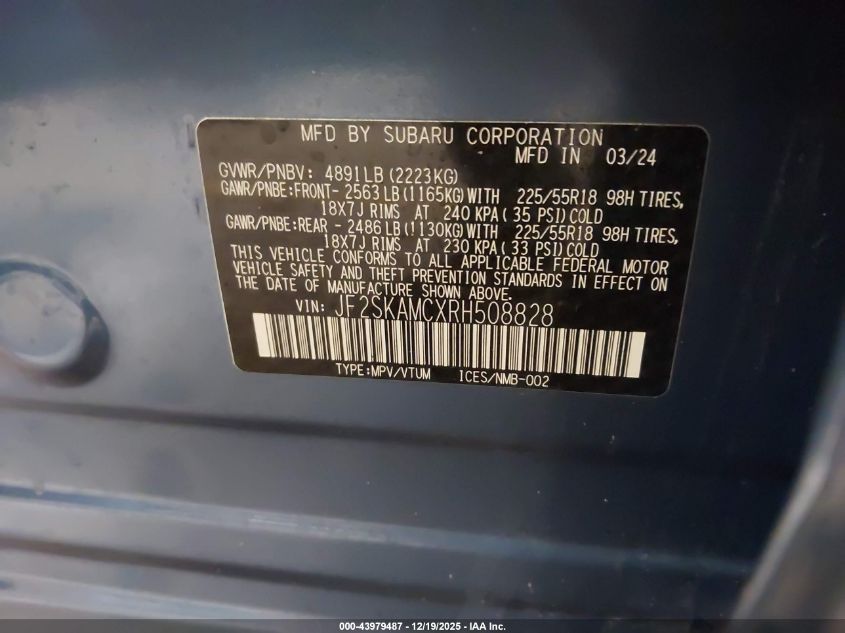 MFD BY SUBARU CORPORATION
MFD IN 03/24
GVWR/PNBV: 4891LB (2223KG)
GAWR/PNBE:FRONT- 2563 LB (1165KG) WITH 225/55R18 98H TIRES,
18X7J RIMS AT 240 KPA ( 35 PSI) COLD
GAWR/PNBE:REAR - 2486 LB (1130KG) WITH 225/55R18 98H TIRES,
18X7J RIMS AT 230 KPA ( 33 PSI) COLD
THIS VEHICLE CONFORMS TO ALL APPLICABLE FEDERAL MOTOR
VEHICLE SAFETY AND THEFT PREVENTION STANDARDS IN EFFECT ON
THE DATE OF MANUFACTURE SHOWN ABOVE.
VIN: JF2SKAMCXRH508828
TYPE:MPV/VTUM ICES/NMB-002
000-43979487 - 12/19/2025 - IAA Inc.